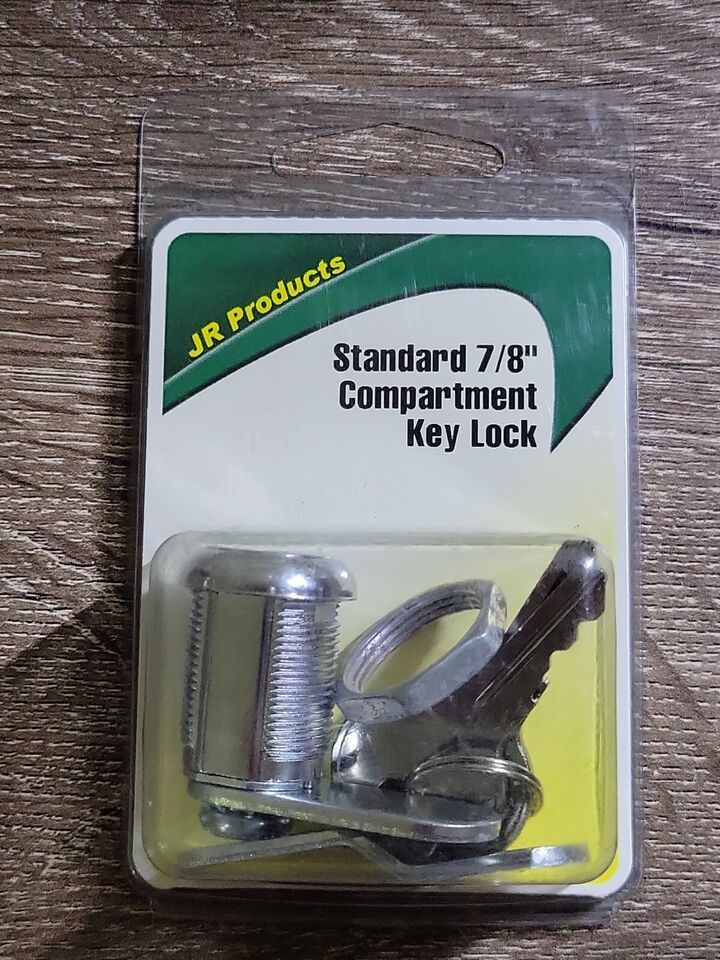 JR Products
Standard 7/8"
Compartment
Key Lock